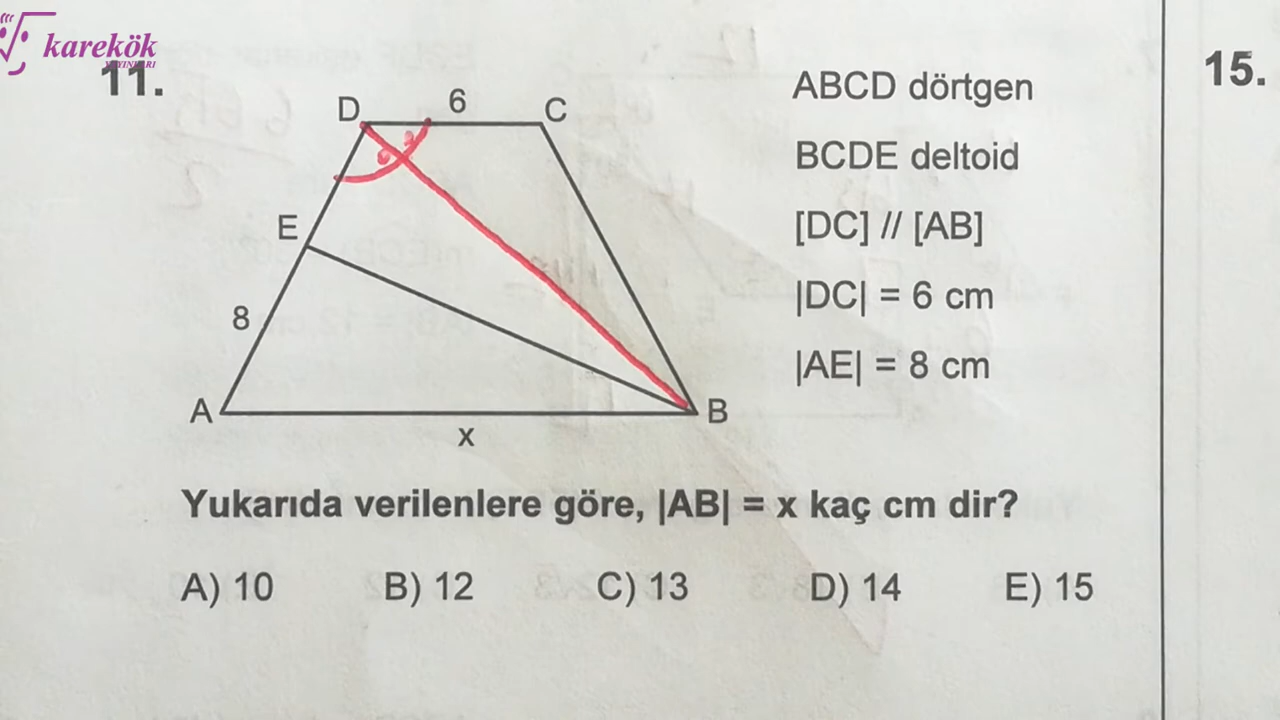 karekök
YAYINLARI
11.
15.
D
6
C
E
8
A
B
x
ABCD dörtgen
BCDE deltoid
[DC] // [AB]
|DC| = 6 cm
|AE| = 8 cm
Yukarıda verilenlere göre, |AB| = x kaç cm dir?
A) 10 B) 12 C) 13 D) 14 E) 15